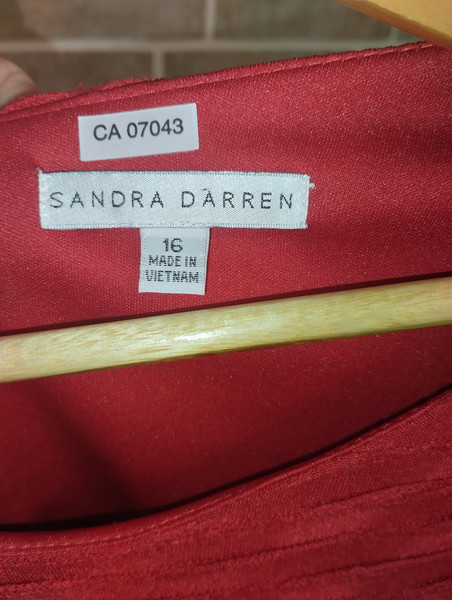 CA 07043
SANDRA DARREN
16
MADE IN
VIETNAM